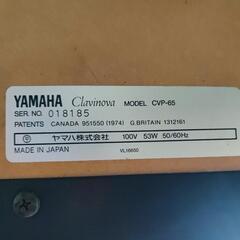 YAMAHA Clavinova MODEL CVP-65
SER. NO. 018185
PATENTS CANADA 951550 (1974) G.BRITAIN 1312161
ヤマハ株式会社 100V 53W 50/60Hz
MADE IN JAPAN VL16650